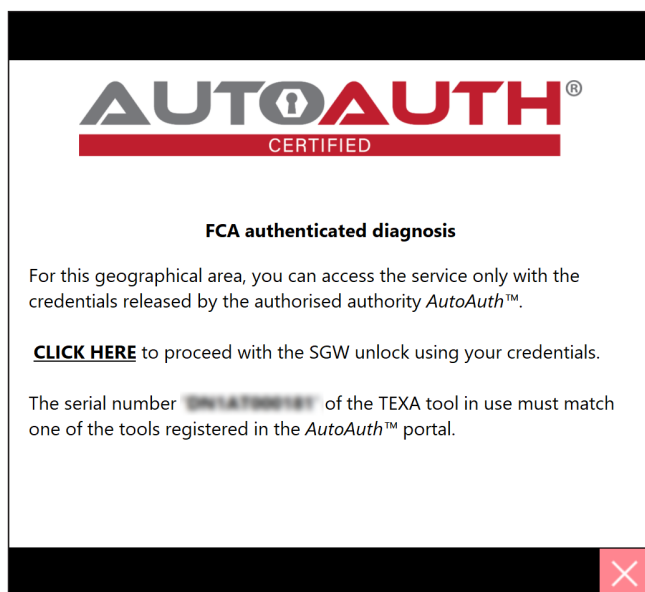 AUTOAUTH®
CERTIFIED
FCA authenticated diagnosis
For this geographical area, you can access the service only with the
credentials released by the authorised authority AutoAuth™.
CLICK HERE to proceed with the SGW unlock using your credentials.
The serial number of the TEXA tool in use must match
one of the tools registered in the AutoAuth™ portal.